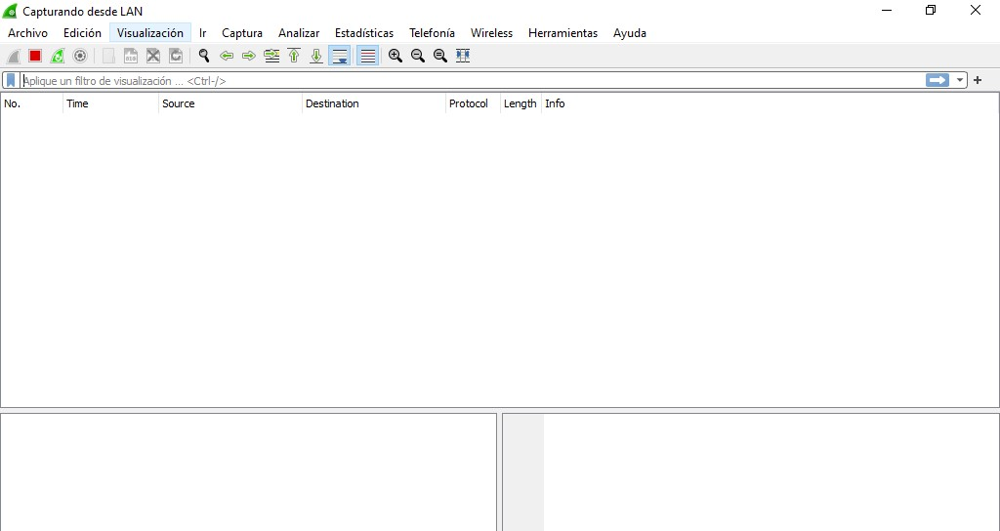 Capturando desde LAN
Archivo Edición Visualización Ir Captura Analizar Estadísticas Telefonía Wireless Herramientas Ayuda
Aplique un filtro de visualización ... <Ctrl-/>
No. Time Source Destination Protocol Length Info